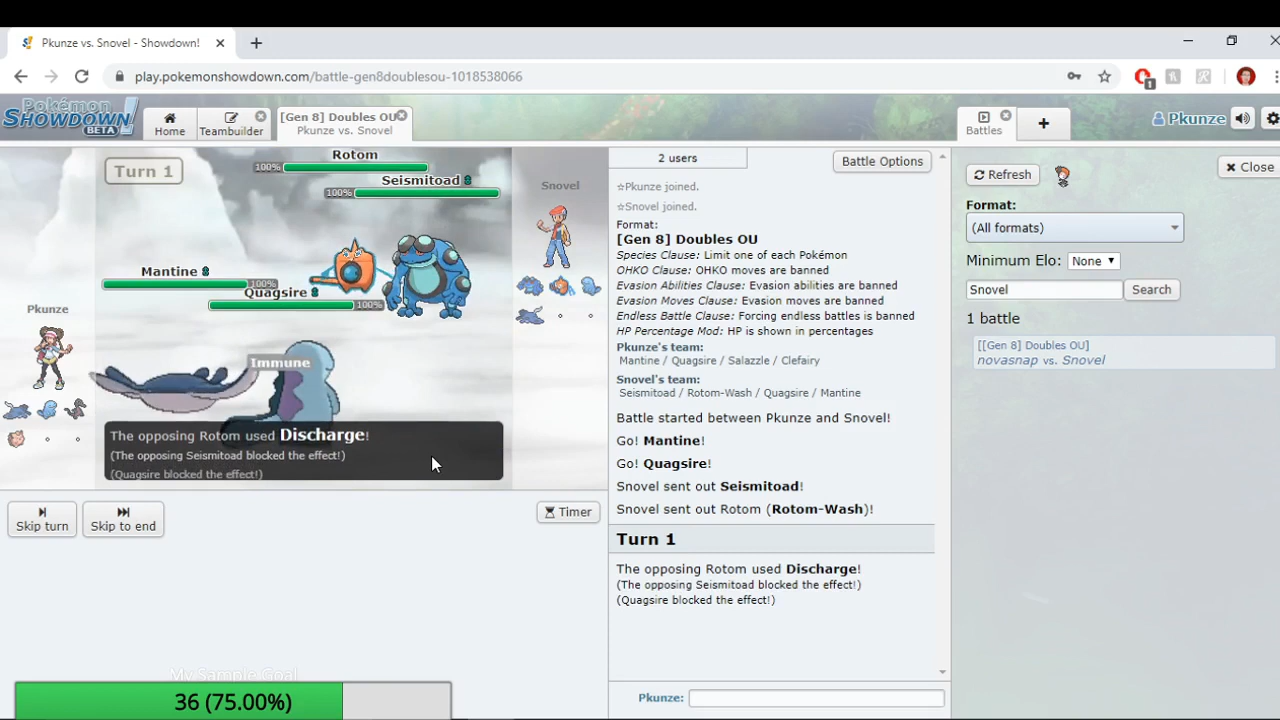 Pkunze vs. Snovel - Showdown!
play.pokemonshowdown.com/battle-gen8doublesou-1018538066
1
Pokémon
SHOWDOWN!
BETA
Home
Teambuilder
[Gen 8] Doubles OU
Pkunze vs. Snovel
Battles
Pkunze
Turn 1
Rotom
100%
Seismitoad
100%
Mantine
100%
Quagsire
100%
Pkunze
Snovel
Immune
The opposing Rotom used Discharge!
(The opposing Seismitoad blocked the effect!)
(Quagsire blocked the effect!)
Skip turn
Skip to end
Timer
My Sample Goal
36 (75.00%)
2 users
Battle Options
☆Pkunze joined.
☆Snovel joined.
Format:
[Gen 8] Doubles OU
Species Clause: Limit one of each Pokémon
OHKO Clause: OHKO moves are banned
Evasion Abilities Clause: Evasion abilities are banned
Evasion Moves Clause: Evasion moves are banned
Endless Battle Clause: Forcing endless battles is banned
HP Percentage Mod: HP is shown in percentages
Pkunze's team:
Mantine / Quagsire / Salazzle / Clefairy
Snovel's team:
Seismitoad / Rotom-Wash / Quagsire / Mantine
Battle started between Pkunze and Snovel!
Go! Mantine!
Go! Quagsire!
Snovel sent out Seismitoad!
Snovel sent out Rotom (Rotom-Wash)!
Turn 1
The opposing Rotom used Discharge!
(The opposing Seismitoad blocked the effect!)
(Quagsire blocked the effect!)
Pkunze:
Refresh
Close
Format:
(All formats)
Minimum Elo: None
Snovel
Search
1 battle
[[Gen 8] Doubles OU]
novasnap vs. Snovel